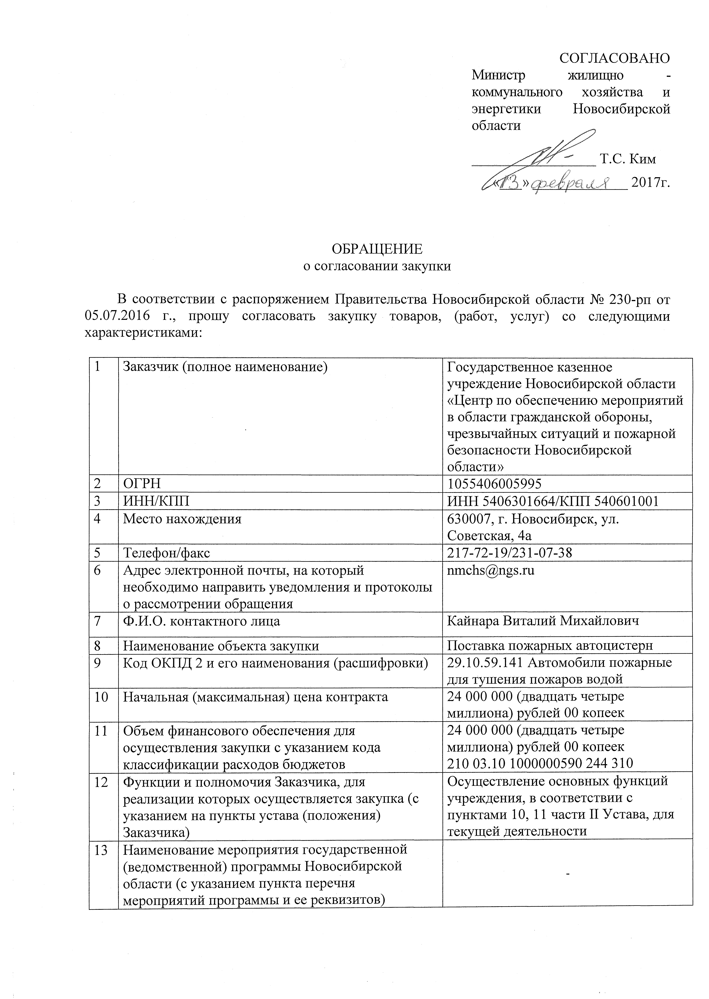 СОГЛАСОВАНО
Министр жилищно -
коммунального хозяйства и
энергетики Новосибирской
области
Т.С. Ким
«13» февраля 2017г.
ОБРАЩЕНИЕ
о согласовании закупки
В соответствии с распоряжением Правительства Новосибирской области № 230-рп от
05.07.2016 г., прошу согласовать закупку товаров, (работ, услуг) со следующими
характеристиками:
1 Заказчик (полное наименование) Государственное казенное
учреждение Новосибирской области
«Центр по обеспечению мероприятий
в области гражданской обороны,
чрезвычайных ситуаций и пожарной
безопасности Новосибирской
области»
2 ОГРН 1055406005995
3 ИНН/КПП ИНН 5406301664/КПП 540601001
4 Место нахождения 630007, г. Новосибирск, ул.
Советская, 4а
5 Телефон/факс 217-72-19/231-07-38
6 Адрес электронной почты, на который nmchs@ngs.ru
необходимо направить уведомления и протоколы
о рассмотрении обращения
7 Ф.И.О. контактного лица Кайнара Виталий Михайлович
8 Наименование объекта закупки Поставка пожарных автоцистерн
9 Код ОКПД 2 и его наименования (расшифровки) 29.10.59.141 Автомобили пожарные
для тушения пожаров водой
10 Начальная (максимальная) цена контракта 24 000 000 (двадцать четыре
миллиона) рублей 00 копеек
11 Объем финансового обеспечения для 24 000 000 (двадцать четыре
осуществления закупки с указанием кода миллиона) рублей 00 копеек
классификации расходов бюджетов 210 03.10 1000000590 244 310
12 Функции и полномочия Заказчика, для Осуществление основных функций
реализации которых осуществляется закупка (с учреждения, в соответствии с
указанием на пункты устава (положения) пунктами 10, 11 части II Устава, для
Заказчика) текущей деятельности
13 Наименование мероприятия государственной
(ведомственной) программы Новосибирской
области (с указанием пункта перечня -
мероприятий программы и ее реквизитов)